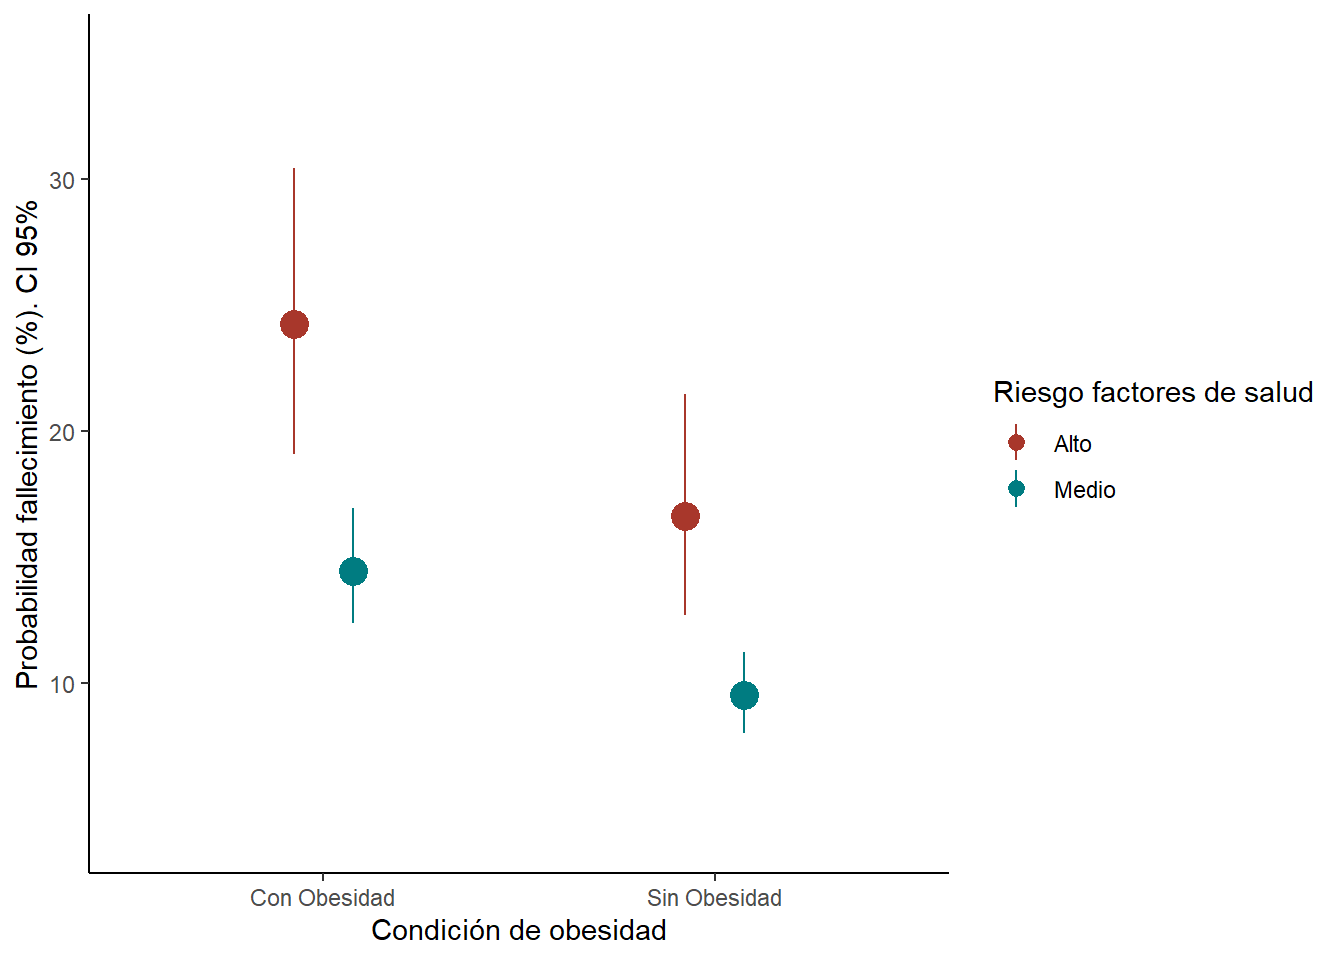 Probabilidad fallecimiento (%). CI 95%
30
20
10
Con Obesidad
Sin Obesidad
Condición de obesidad
Riesgo factores de salud
Alto
Medio